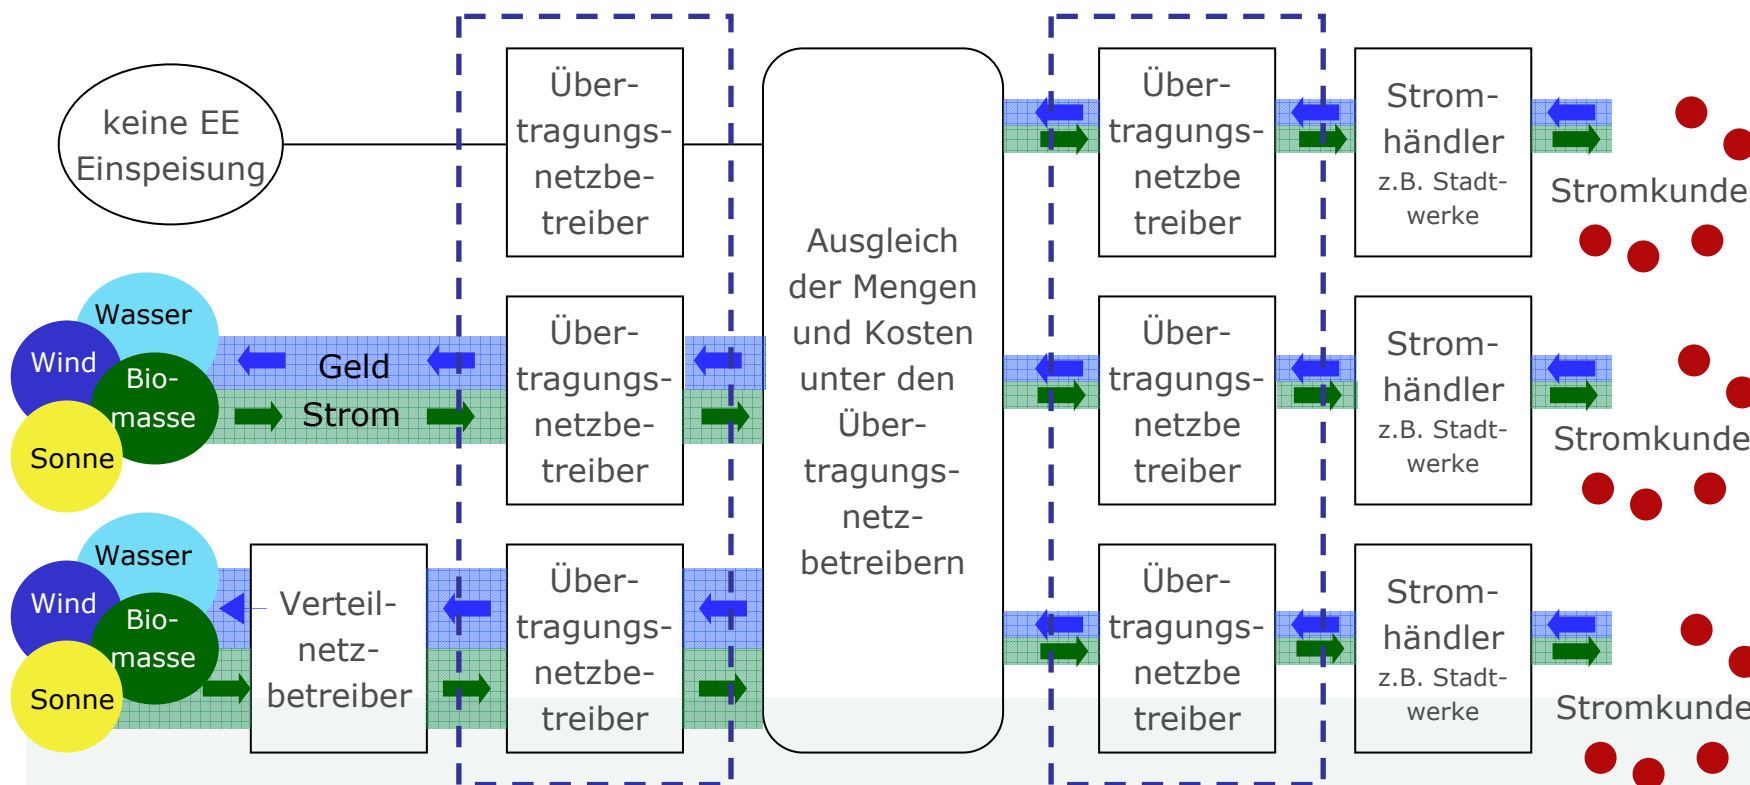 keine EE
Einspeisung
Über-
tragungs-
netzbe-
treiber
Ausgleich
der Mengen
und Kosten
unter den
Über-
tragungs-
netz-
betreibern
Über-
tragungs-
netzbe
treiber
Strom-
händler
z.B. Stadt-
werke
Stromkunde
Wasser
Wind
Bio-
masse
Sonne
Geld
Strom
Über-
tragungs-
netzbe-
treiber
Über-
tragungs-
netzbe
treiber
Strom-
händler
z.B. Stadt-
werke
Stromkunde
Wasser
Wind
Bio-
masse
Sonne
Verteil-
netz-
betreiber
Über-
tragungs-
netzbe-
treiber
Über-
tragungs-
netzbe
treiber
Strom-
händler
z.B. Stadt-
werke
Stromkunde